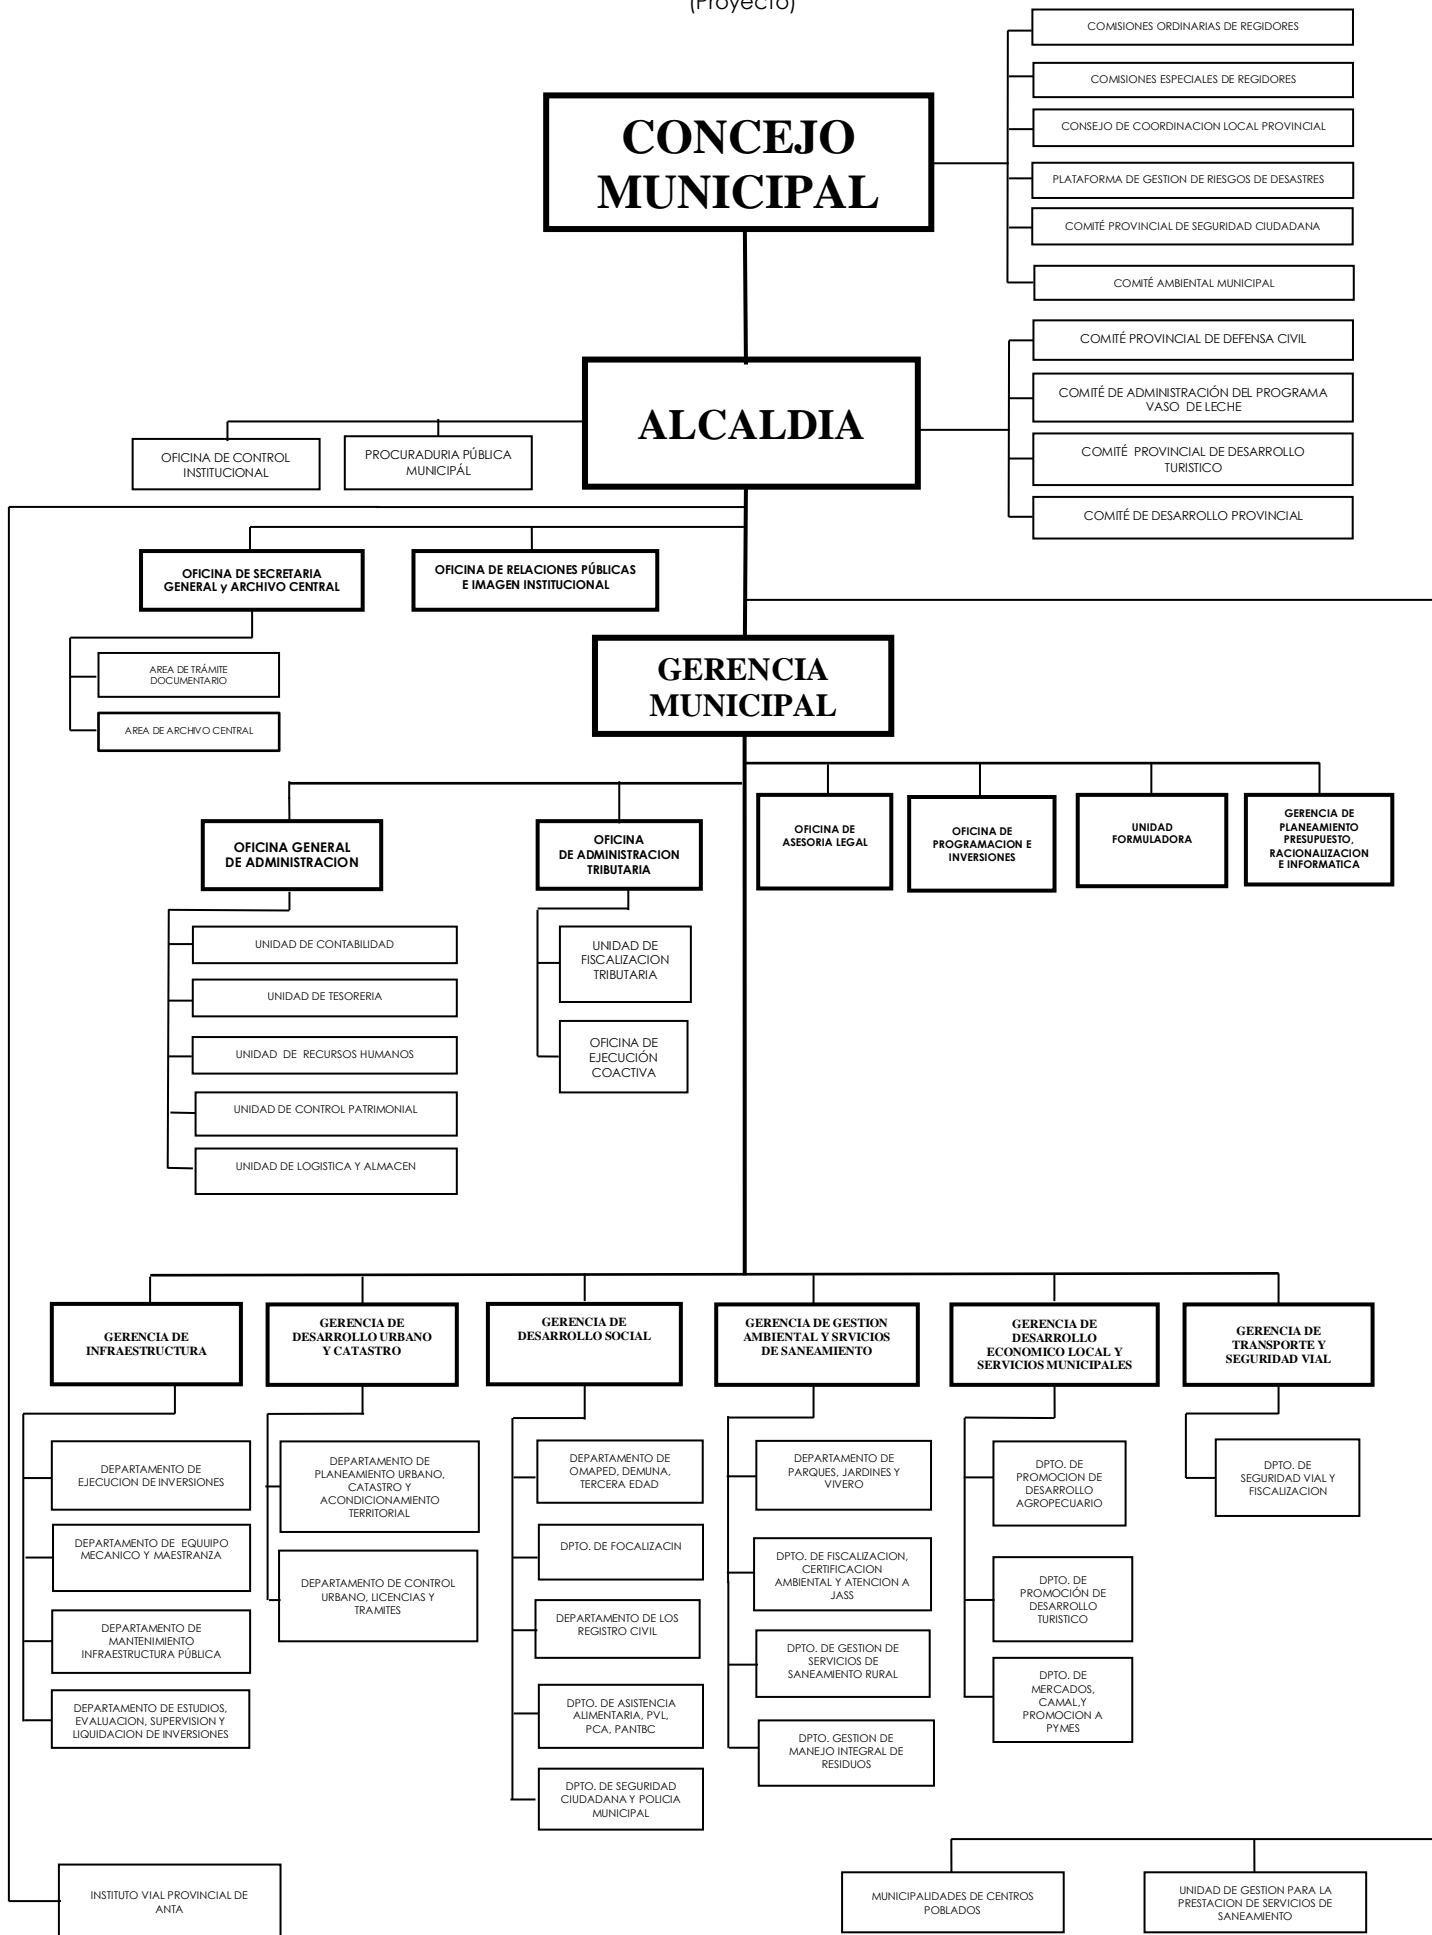 (Proyecto)
COMISIONES ORDINARIAS DE REGIDORES
COMISIONES ESPECIALES DE REGIDORES
CONSEJO DE COORDINACION LOCAL PROVINCIAL
PLATAFORMA DE GESTION DE RIESGOS DE DESASTRES
COMITÉ PROVINCIAL DE SEGURIDAD CIUDADANA
COMITÉ AMBIENTAL MUNICIPAL
CONCEJO
MUNICIPAL
COMITÉ PROVINCIAL DE DEFENSA CIVIL
COMITÉ DE ADMINISTRACIÓN DEL PROGRAMA
VASO DE LECHE
COMITÉ PROVINCIAL DE DESARROLLO
TURISTICO
COMITÉ DE DESARROLLO PROVINCIAL
ALCALDIA
OFICINA DE CONTROL
INSTITUCIONAL
PROCURADURIA PÚBLICA
MUNICIPÁL
OFICINA DE SECRETARIA
GENERAL y ARCHIVO CENTRAL
OFICINA DE RELACIONES PÚBLICAS
E IMAGEN INSTITUCIONAL
AREA DE TRÁMITE
DOCUMENTARIO
AREA DE ARCHIVO CENTRAL
GERENCIA
MUNICIPAL
OFICINA GENERAL
DE ADMINISTRACION
OFICINA
DE ADMINISTRACION
TRIBUTARIA
OFICINA DE
ASESORIA LEGAL
OFICINA DE
PROGRAMACION E
INVERSIONES
UNIDAD
FORMULADORA
GERENCIA DE
PLANEAMIENTO
PRESUPUESTO,
RACIONALIZACION
E INFORMATICA
UNIDAD DE CONTABILIDAD
UNIDAD DE TESORERIA
UNIDAD DE RECURSOS HUMANOS
UNIDAD DE CONTROL PATRIMONIAL
UNIDAD DE LOGISTICA Y ALMACEN
UNIDAD DE
FISCALIZACION
TRIBUTARIA
OFICINA DE
EJECUCIÓN
COACTIVA
GERENCIA DE
INFRAESTRUCTURA
GERENCIA DE
DESARROLLO URBANO
Y CATASTRO
GERENCIA DE
DESARROLLO SOCIAL
GERENCIA DE GESTION
AMBIENTAL Y SRVICIOS
DE SANEAMIENTO
GERENCIA DE
DESARROLLO
ECONOMICO LOCAL Y
SERVICIOS MUNICIPALES
GERENCIA DE
TRANSPORTE Y
SEGURIDAD VIAL
DEPARTAMENTO DE
EJECUCION DE INVERSIONES
DEPARTAMENTO DE EQUUIPO
MECANICO Y MAESTRANZA
DEPARTAMENTO DE
MANTENIMIENTO
INFRAESTRUCTURA PÚBLICA
DEPARTAMENTO DE ESTUDIOS,
EVALUACION, SUPERVISION Y
LIQUIDACION DE INVERSIONES
DEPARTAMENTO DE
PLANEAMIENTO URBANO,
CATASTRO Y
ACONDICIONAMIENTO
TERRITORIAL
DEPARTAMENTO DE CONTROL
URBANO, LICENCIAS Y
TRAMITES
DEPARTAMENTO DE
OMAPED, DEMUNA,
TERCERA EDAD
DPTO. DE FOCALIZACIN
DEPARTAMENTO DE LOS
REGISTRO CIVIL
DPTO. DE ASISTENCIA
ALIMENTARIA, PVL,
PCA, PANTBC
DPTO. DE SEGURIDAD
CIUDADANA Y POLICIA
MUNICIPAL
DEPARTAMENTO DE
PARQUES, JARDINES Y
VIVERO
DPTO. DE FISCALIZACION,
CERTIFICACION
AMBIENTAL Y ATENCION A
JASS
DPTO. DE GESTION DE
SERVICIOS DE
SANEAMIENTO RURAL
DPTO. GESTION DE
MANEJO INTEGRAL DE
RESIDUOS
DPTO. DE
PROMOCION DE
DESARROLLO
AGROPECUARIO
DPTO. DE
PROMOCIÓN DE
DESARROLLO
TURISTICO
DPTO. DE
MERCADOS,
CAMAL,Y
PROMOCION A
PYMES
DPTO. DE
SEGURIDAD VIAL Y
FISCALIZACION
INSTITUTO VIAL PROVINCIAL DE
ANTA
MUNICIPALIDADES DE CENTROS
POBLADOS
UNIDAD DE GESTION PARA LA
PRESTACION DE SERVICIOS DE
SANEAMIENTO